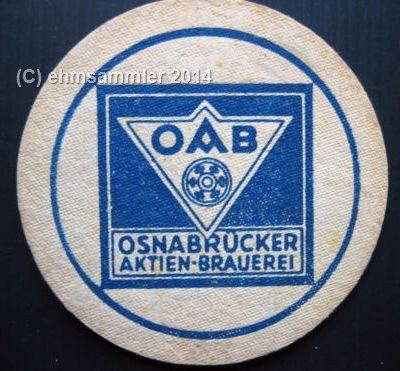 (C) ehmsammler 2014
OAB
OSNABRÜCKER
AKTIEN-BRAUEREI